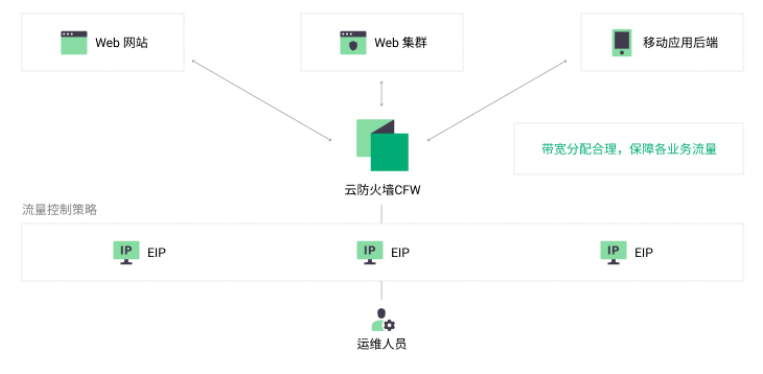 Web 网站
Web 集群
移动应用后端
带宽分配合理，保障各业务流量
云防火墙CFW
流量控制策略
IP EIP
IP EIP
IP EIP
运维人员